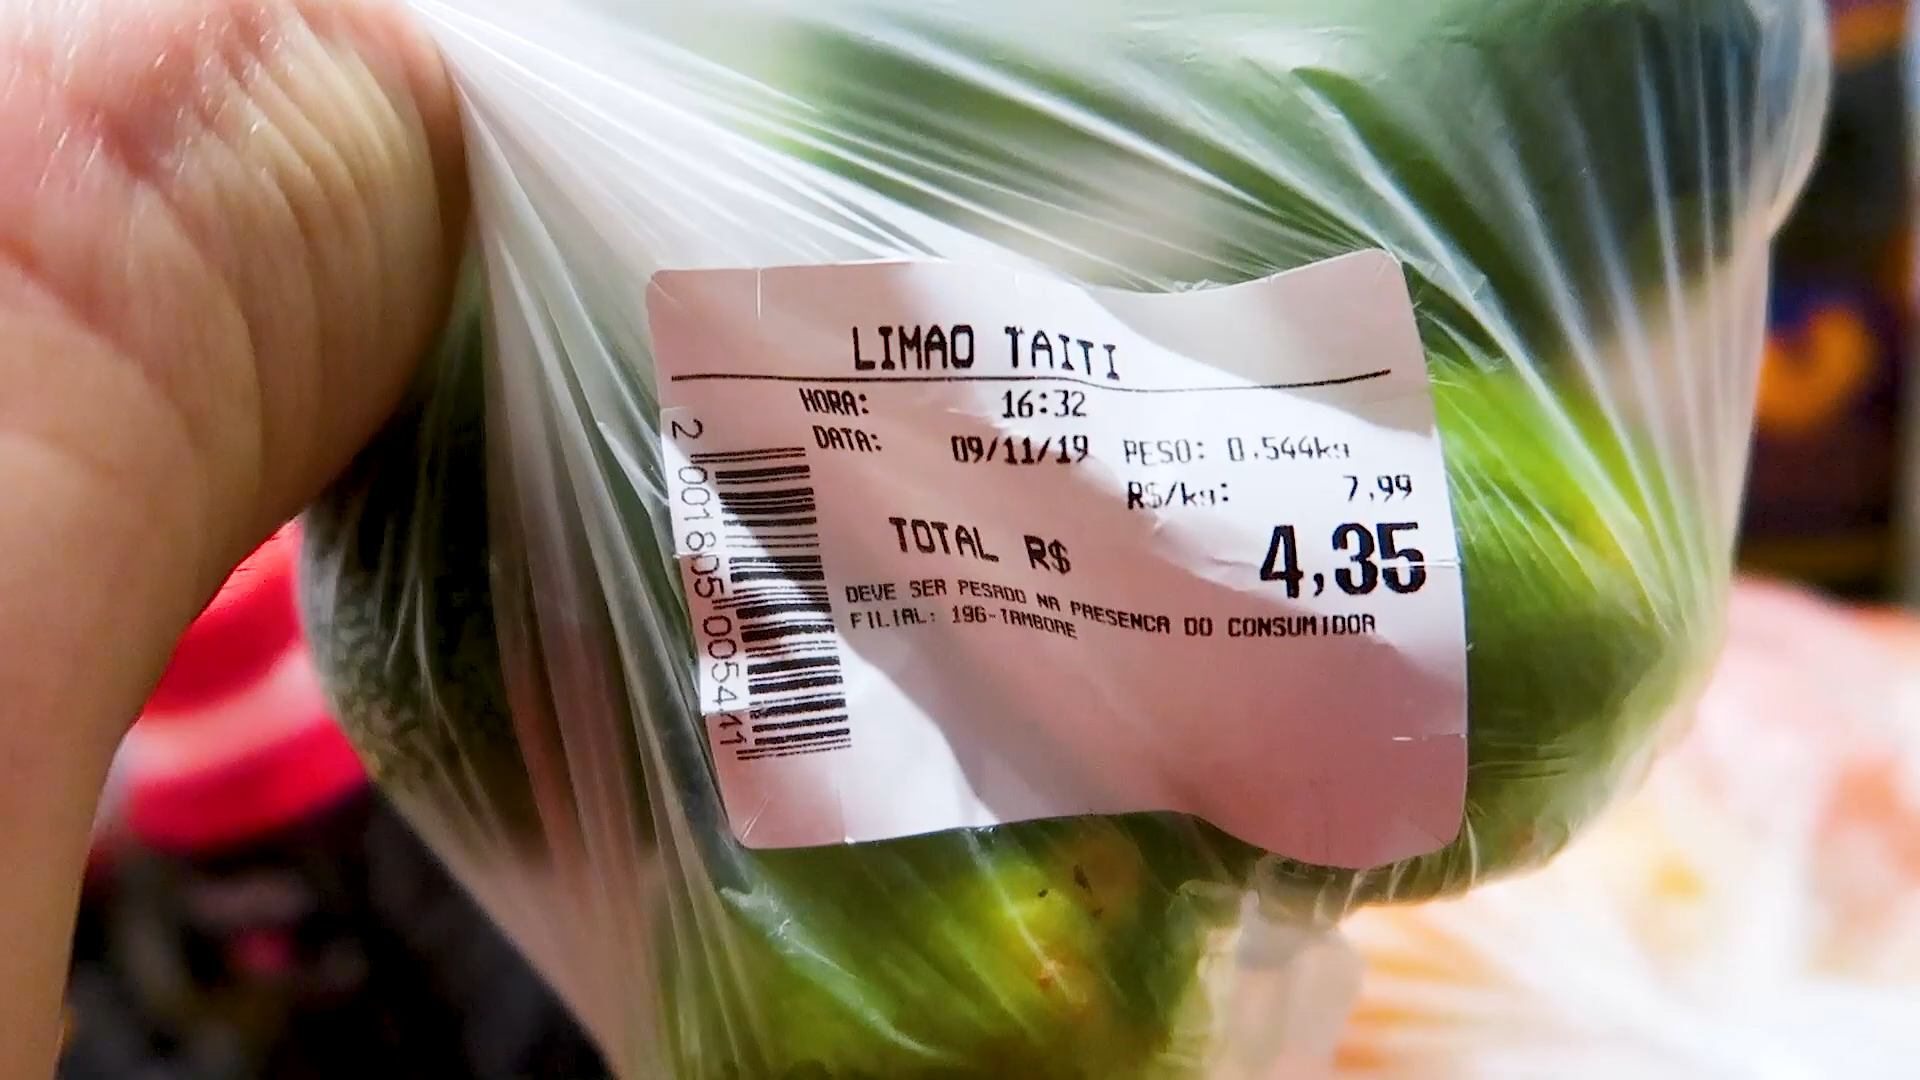 LIMAO TAITI
HORA: 16:32
DATA: 09/11/19 PESO: 0.544kg
R$/kg: 7,99
TOTAL R$ 4,35
DEVE SER PESADO NA PRESENCA DO CONSUMIDOR
FILIAL: 196-TAMBORE
2 001805 005441